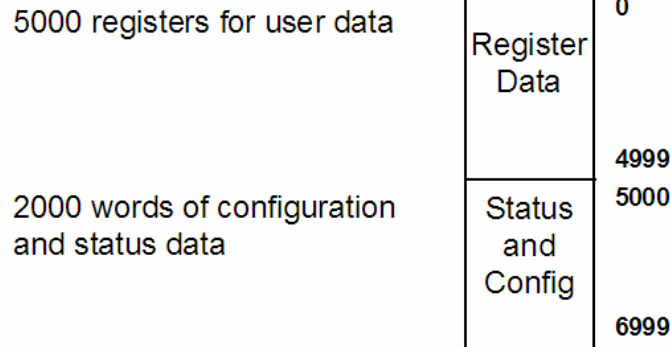 5000 registers for user data
Register
Data
0
4999
2000 words of configuration
and status data
Status
and
Config
5000
6999